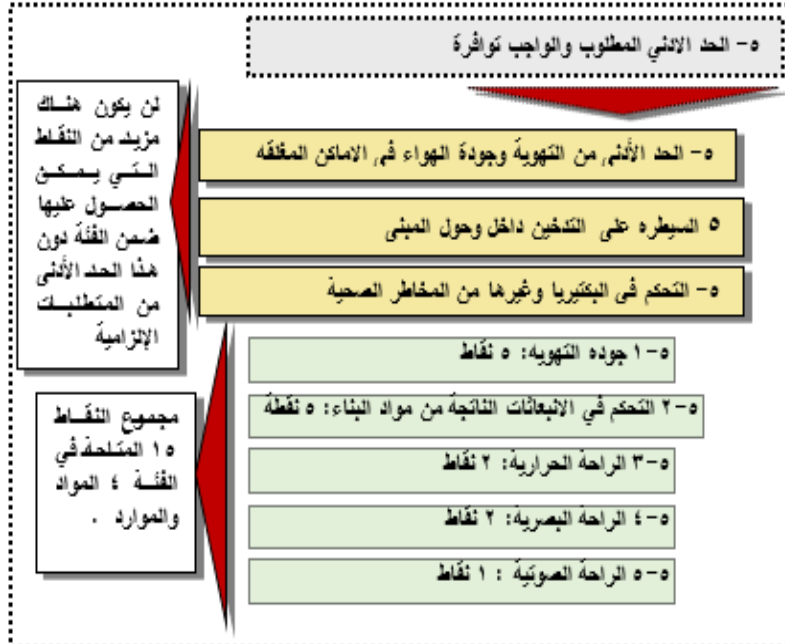 ٥- الحد الادني المطلوب والواجب توافرة
لن يكون هناك
مزيد من النقاط
التي يمكن
الحصول عليها
ضمن الفئة دون
هذا الحد الأدنى
من المتطلبات
الإلزامية
٥- الحد الأدنى من التهوية وجودة الهواء فى الاماكن المغلقه
٥ السيطره على التدخين داخل وحول المبنى
٥- التحكم فى البكتيريا وغيرها من المخاطر الصحية
٥-١ جوده التهويه: ٥ نقاط
٥-٢ التحكم في الانبعاثات الناتجة من مواد البناء: ٥ نقطة
٥-٣ الراحة الحرارية: ٢ نقاط
٥-٤ الراحة البصرية: ٢ نقاط
٥-٥ الراحة الصوتية : ١ نقاط
مجموع النقاط
١٥ المتاحة في
الفئة ٤ المواد
والموارد .